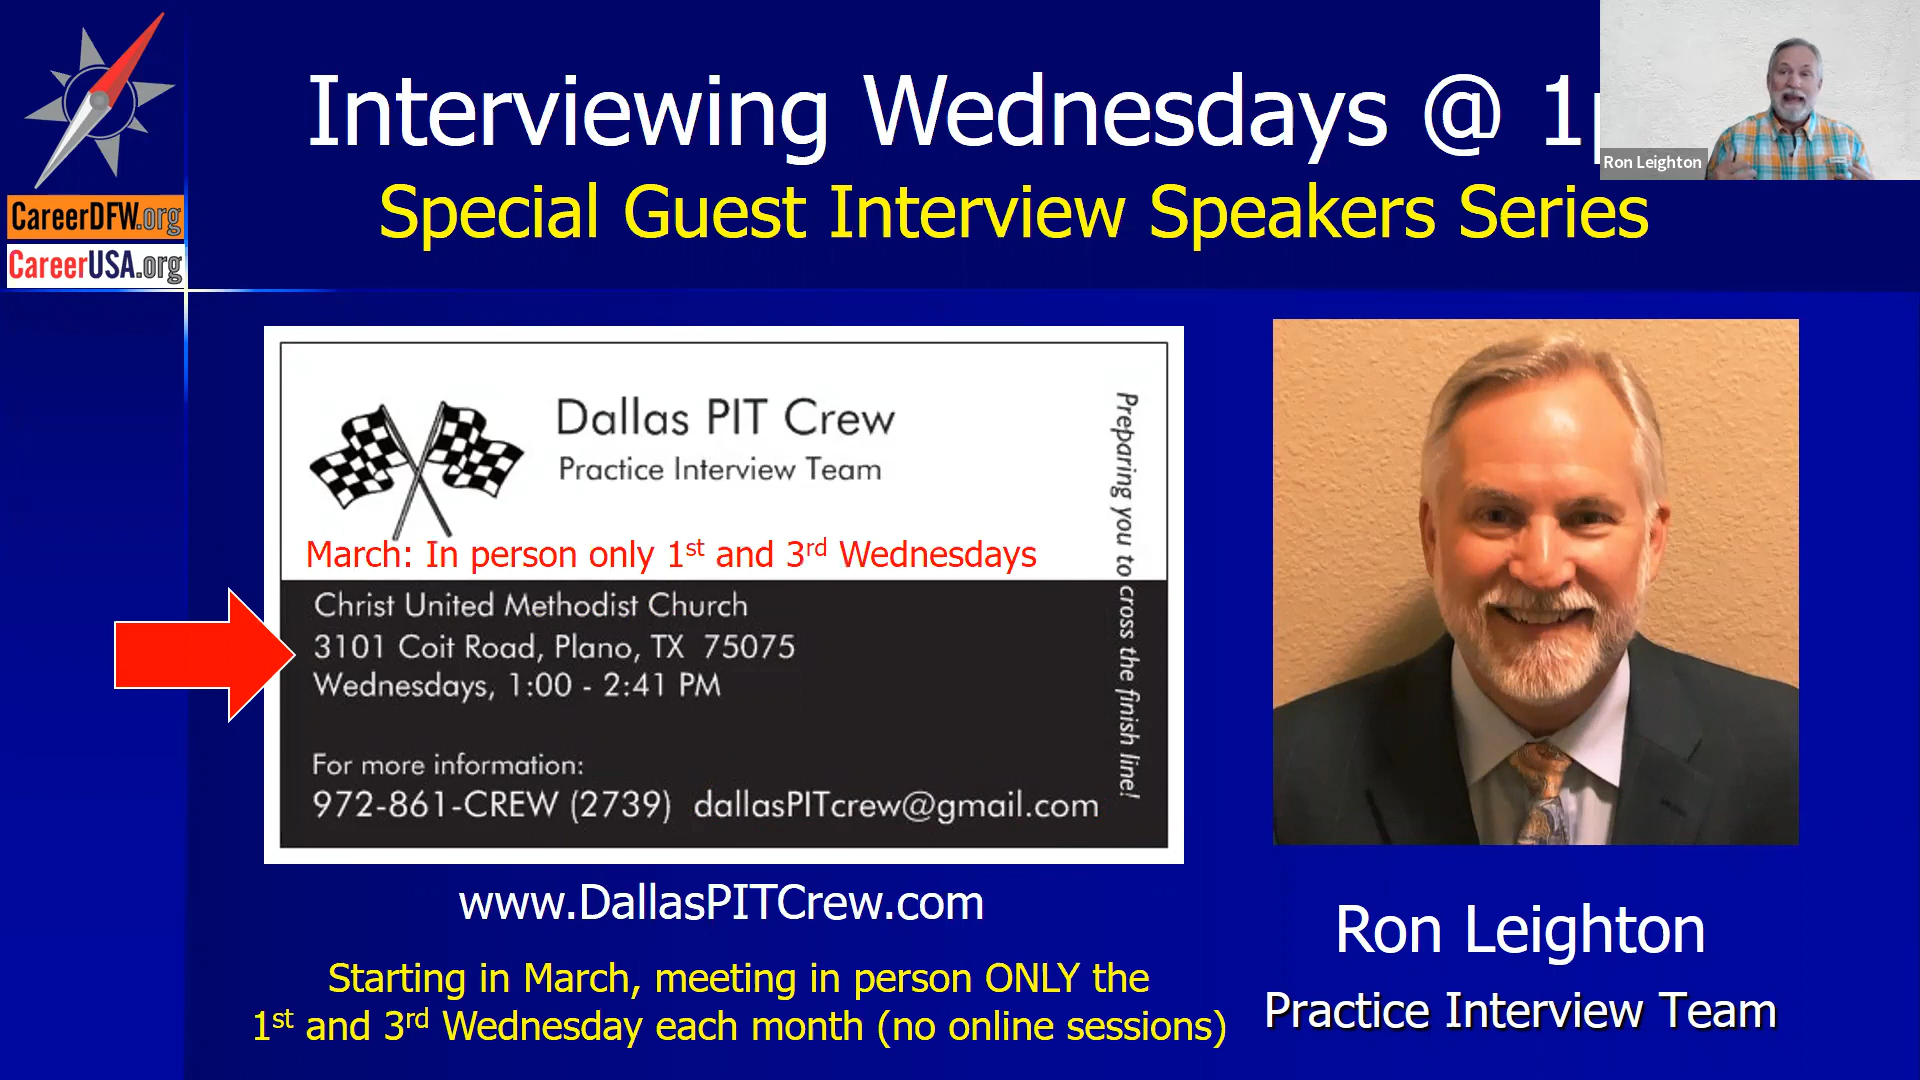 Interviewing Wednesdays @ 1
Special Guest Interview Speakers Series
Ron Leighton
CareerDFW.org
CareerUSA.org
Dallas PIT Crew
Practice Interview Team
March: In person only 1st and 3rd Wednesdays
Christ United Methodist Church
3101 Coit Road, Plano, TX 75075
Wednesdays, 1:00 - 2:41 PM
For more information:
972-861-CREW (2739) dallasPITcrew@gmail.com
Preparing you to cross the finish line!
www.DallasPITCrew.com
Starting in March, meeting in person ONLY the
1st and 3rd Wednesday each month (no online sessions)
Ron Leighton
Practice Interview Team